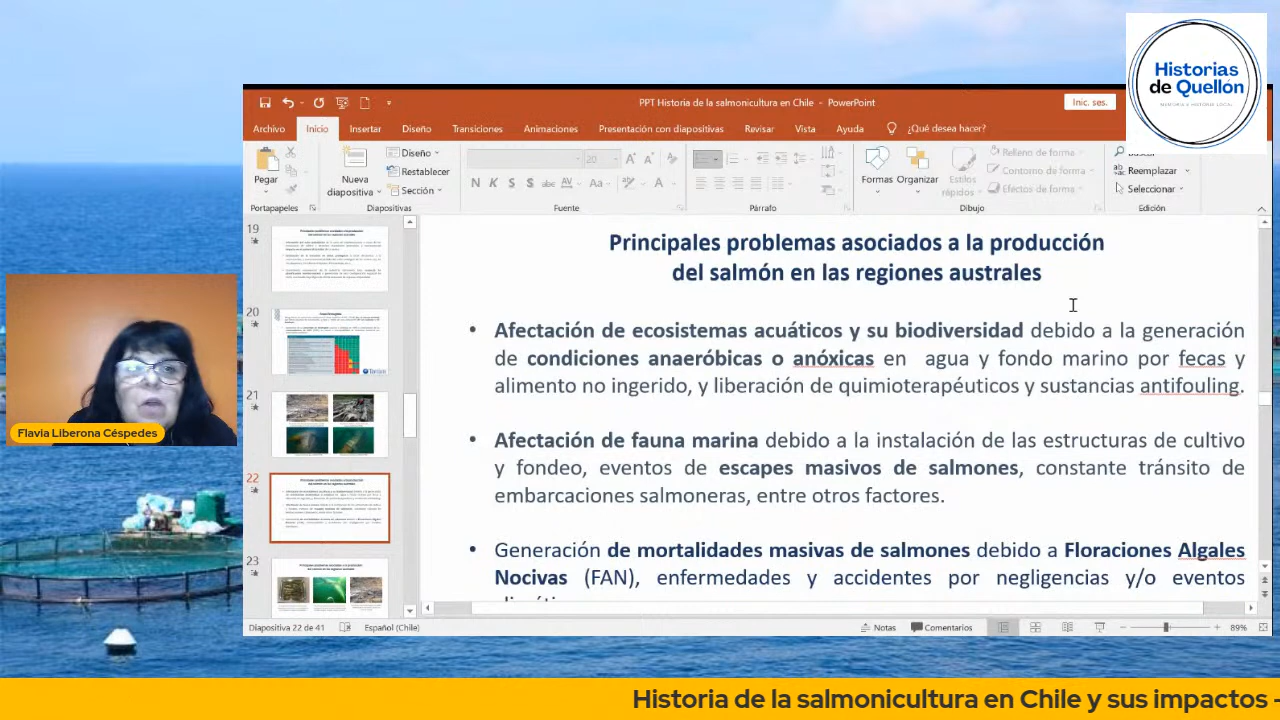 Historias
de Quellón
PPT Historia de la salmonicultura en Chile - PowerPoint
Inic. ses.
Archivo
Inicio
Insertar
Diseño
Transiciones
Animaciones
Presentación con diapositivas
Revisar
Vista
Ayuda
¿Qué desea hacer?
Pegar
Nueva
diapositiva
Diseño
Restablecer
Sección
20
Formas
Organizar
Estilos
rápidos
Relleno de forma
Contorno de forma
Efectos de forma
Reemplazar
Seleccionar
Portapapeles
Diapositivas
Fuente
Párrafo
Dibujo
Edición
19
20
21
22
23
Principales problemas asociados a la producción
del salmón en las regiones australes
• Afectación de ecosistemas acuáticos y su biodiversidad debido a la generación
de condiciones anaeróbicas o anóxicas en agua y fondo marino por fecas y
alimento no ingerido, y liberación de quimioterapéuticos y sustancias antifouling.
• Afectación de fauna marina debido a la instalación de las estructuras de cultivo
y fondeo, eventos de escapes masivos de salmones, constante tránsito de
embarcaciones salmoneras, entre otros factores.
• Generación de mortalidades masivas de salmones debido a Floraciones Algales
Nocivas (FAN), enfermedades y accidentes por negligencias y/o eventos
Flavia Liberona Céspedes
Diapositiva 22 de 41
Español (Chile)
Notas
Comentarios
89%
Historia de la salmonicultura en Chile y sus impactos -